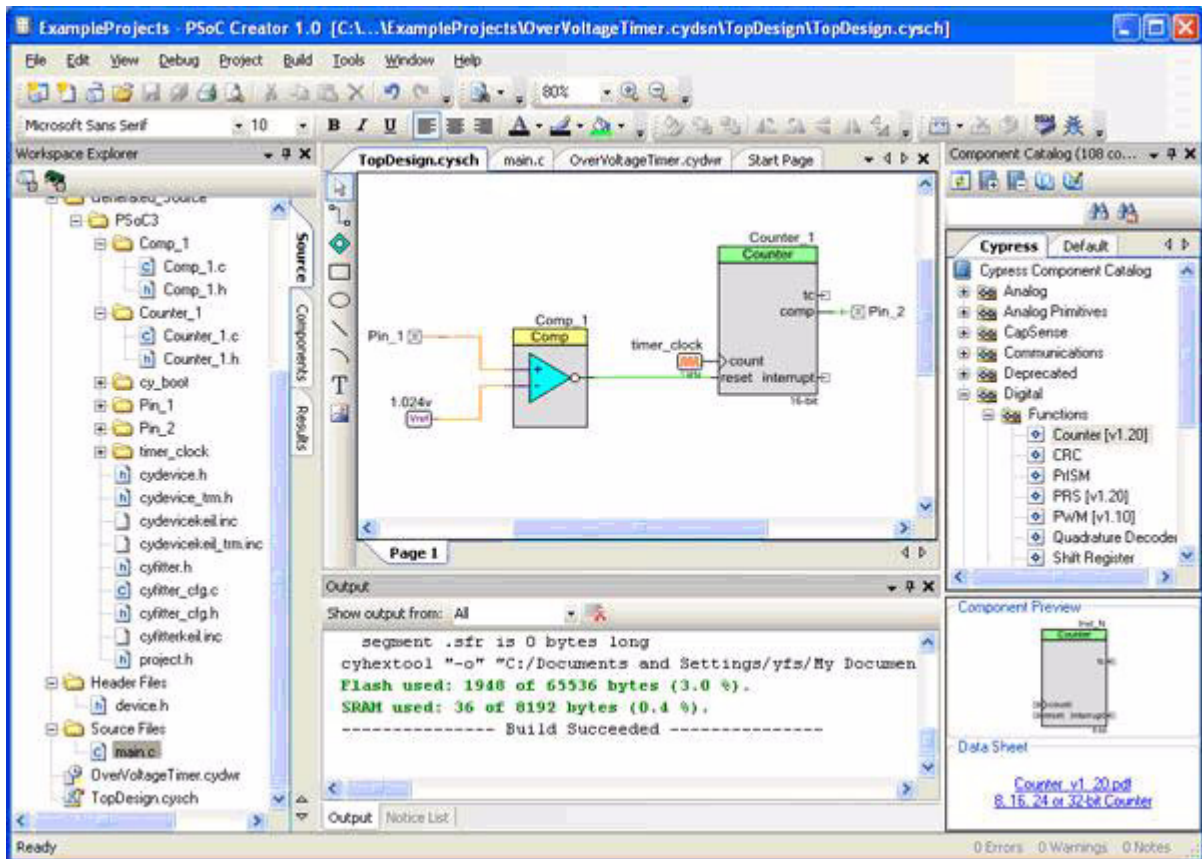 ExampleProjects - PSoC Creator 1.0 [C:\...\ExampleProjects\OverVoltageTimer.cydsn\TopDesign\TopDesign.cysch]
File Edit View Debug Project Build Tools Window Help
80%
Microsoft Sans Serif 10 B I U A
Workspace Explorer
Generated_Source
PSoC3
Comp_1
Comp_1.c
Comp_1.h
Counter_1
Counter_1.c
Counter_1.h
cy_boot
Pin_1
Pin_2
timer_clock
cydevice.h
cydevice_trm.h
cydevicekeil.inc
cydevicekeil_trm.inc
cyfitter.h
cyfitter_cfg.c
cyfitter_cfg.h
cyfitterkeil.inc
project.h
Header Files
device.h
Source Files
main.c
OverVoltageTimer.cydwr
TopDesign.cysch
Source
Components
Results
TopDesign.cysch main.c OverVoltageTimer.cydwr Start Page
T
Counter_1
Counter
tc
comp
Pin_2
Pin_1
Comp_1
Comp
timer_clock
count
reset interrupt
16-bit
1.024v
Vref
Page 1
Output
Show output from: All
segment .sfr is 0 bytes long
cyhextool "-o" "C:/Documents and Settings/yfs/My Documen
Flash used: 1948 of 65536 bytes (3.0 %).
SRAM used: 36 of 8192 bytes (0.4 %).
--------------- Build Succeeded ---------------
Output Notice List
Component Catalog (108 co...
Cypress Default
Cypress Component Catalog
Analog
Analog Primitives
CapSense
Communications
Deprecated
Digital
Functions
Counter [v1.20]
CRC
PrISM
PRS [v1.20]
PWM [v1.10]
Quadrature Decoder
Shift Register
Component Preview
Inst_N
Counter
count
reset interrupt
Data Sheet
Counter_v1_20.pdf
8, 16, 24 or 32-bit Counter
Ready
0 Errors 0 Warnings 0 Notes